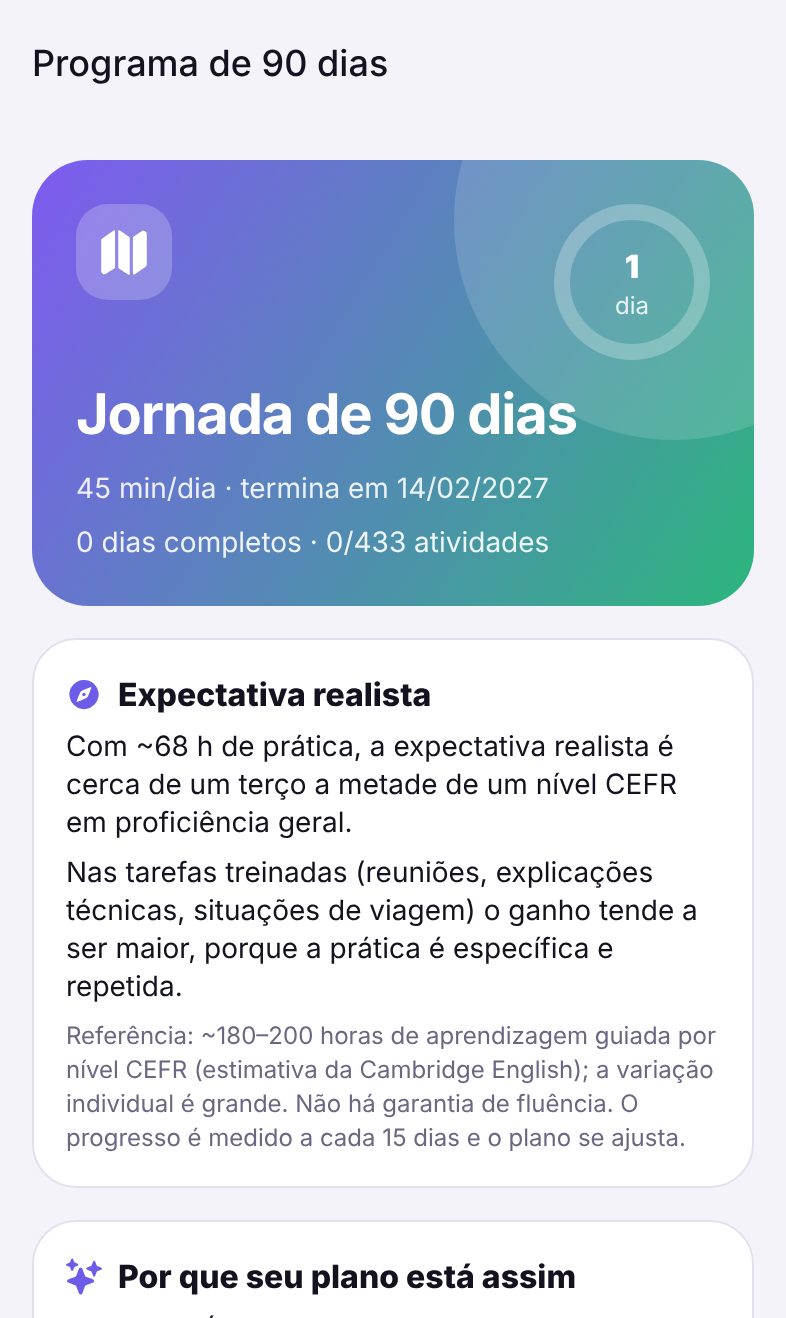 Programa de 90 dias
1
dia
Jornada de 90 dias
45 min/dia · termina em 14/02/2027
0 dias completos · 0/433 atividades
Expectativa realista
Com ~68 h de prática, a expectativa realista é
cerca de um terço a metade de um nível CEFR
em proficiência geral.
Nas tarefas treinadas (reuniões, explicações
técnicas, situações de viagem) o ganho tende a
ser maior, porque a prática é específica e
repetida.
Referência: ~180–200 horas de aprendizagem guiada por
nível CEFR (estimativa da Cambridge English); a variação
individual é grande. Não há garantia de fluência. O
progresso é medido a cada 15 dias e o plano se ajusta.
Por que seu plano está assim